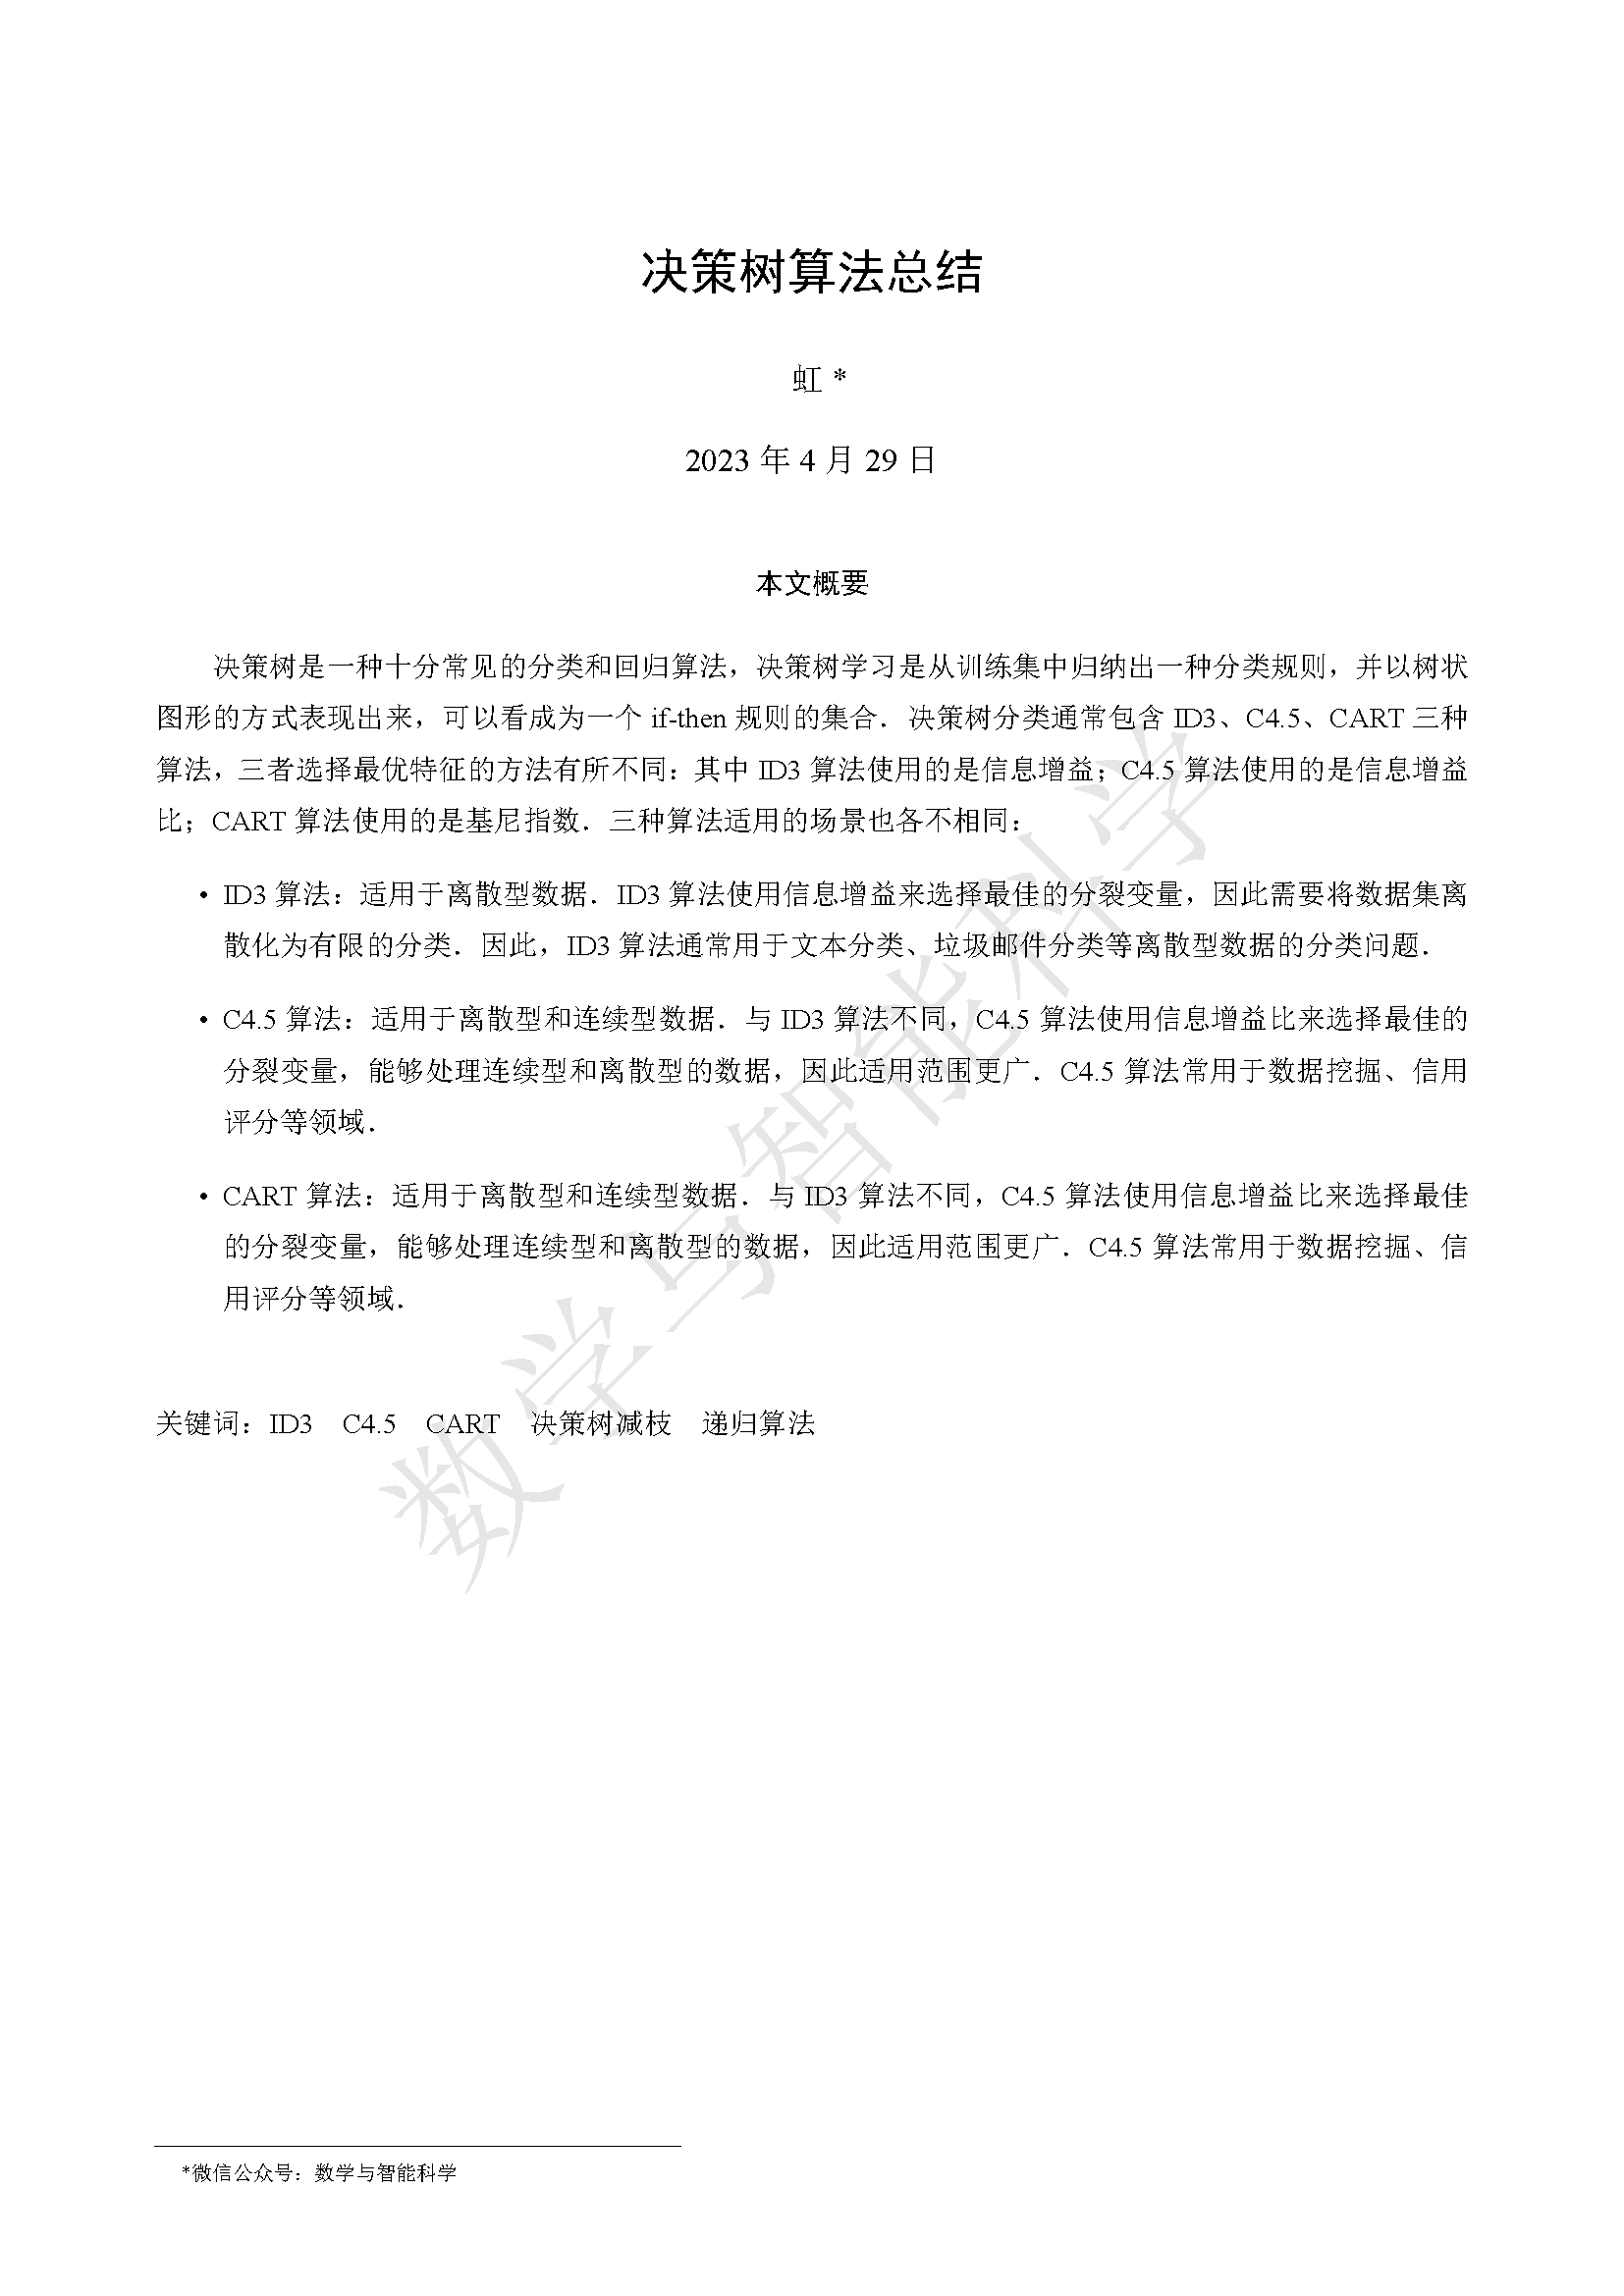 决策树算法总结
虹 *
2023 年 4 月 29 日
本文概要
决策树是一种十分常见的分类和回归算法，决策树学习是从训练集中归纳出一种分类规则，并以树状
图形的方式表现出来，可以看成为一个 if-then 规则的集合．决策树分类通常包含 ID3、C4.5、CART 三种
算法，三者选择最优特征的方法有所不同：其中 ID3 算法使用的是信息增益；C4.5 算法使用的是信息增益
比；CART 算法使用的是基尼指数．三种算法适用的场景也各不相同：
• ID3 算法：适用于离散型数据．ID3 算法使用信息增益来选择最佳的分裂变量，因此需要将数据集离
散化为有限的分类．因此，ID3 算法通常用于文本分类、垃圾邮件分类等离散型数据的分类问题．
• C4.5 算法：适用于离散型和连续型数据．与 ID3 算法不同，C4.5 算法使用信息增益比来选择最佳的
分裂变量，能够处理连续型和离散型的数据，因此适用范围更广．C4.5 算法常用于数据挖掘、信用
评分等领域．
• CART 算法：适用于离散型和连续型数据．与 ID3 算法不同，C4.5 算法使用信息增益比来选择最佳
的分裂变量，能够处理连续型和离散型的数据，因此适用范围更广．C4.5 算法常用于数据挖掘、信
用评分等领域．
关键词：ID3 C4.5 CART 决策树减枝 递归算法
*微信公众号：数学与智能科学
数学与智能科学